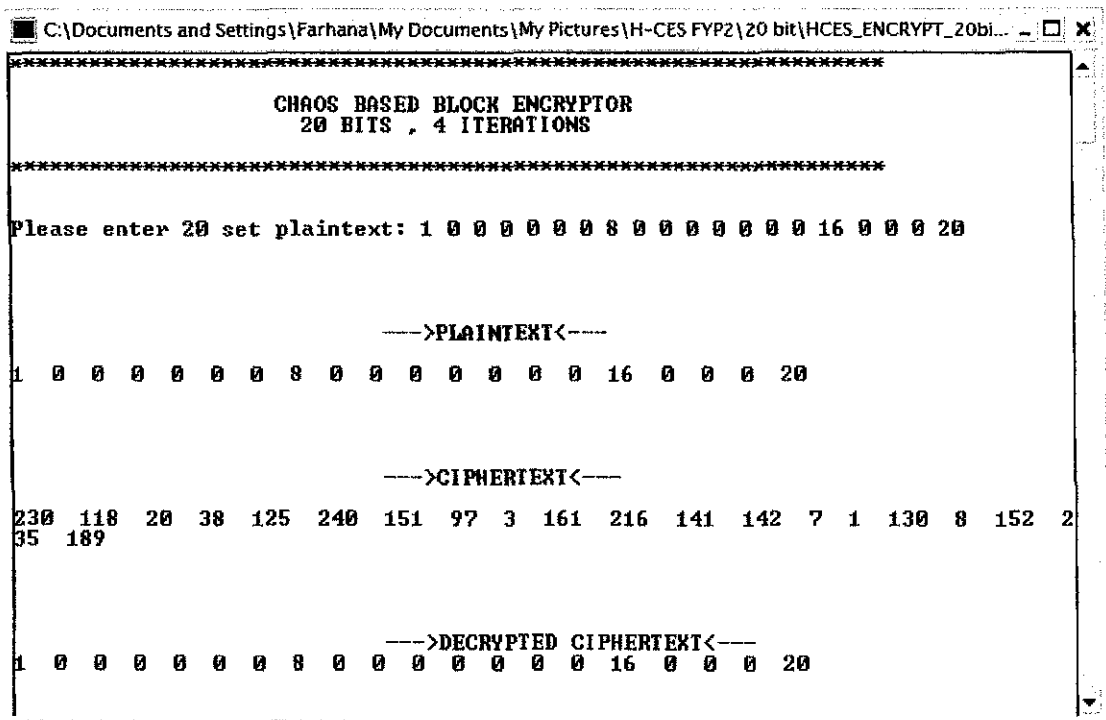 C:\Documents and Settings\Farhana\My Documents\My Pictures\H-CES FYP2\20 bit\HCES_ENCRYPT_20bi...
*****************************************************************
CHAOS BASED BLOCK ENCRYPTOR
20 BITS , 4 ITERATIONS
*****************************************************************
Please enter 20 set plaintext: 1 0 0 0 0 0 0 8 0 0 0 0 0 0 0 16 0 0 0 20
---->PLAINTEXT<----
1 0 0 0 0 0 0 8 0 0 0 0 0 0 0 16 0 0 0 20
---->CIPHERTEXT<----
230 118 20 38 125 240 151 97 3 161 216 141 142 7 1 130 8 152 2
35 189
---->DECRYPTED CIPHERTEXT<----
1 0 0 0 0 0 0 8 0 0 0 0 0 0 0 16 0 0 0 20